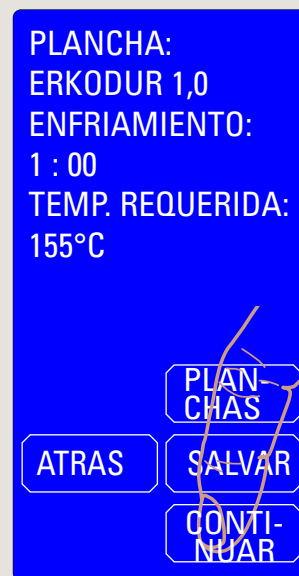 PLANCHA:
ERKODUR 1,0
ENFRIAMIENTO:
1 : 00
TEMP. REQUERIDA:
155°C
PLAN-
CHAS
ATRAS
SALVAR
CONTI-
NUAR